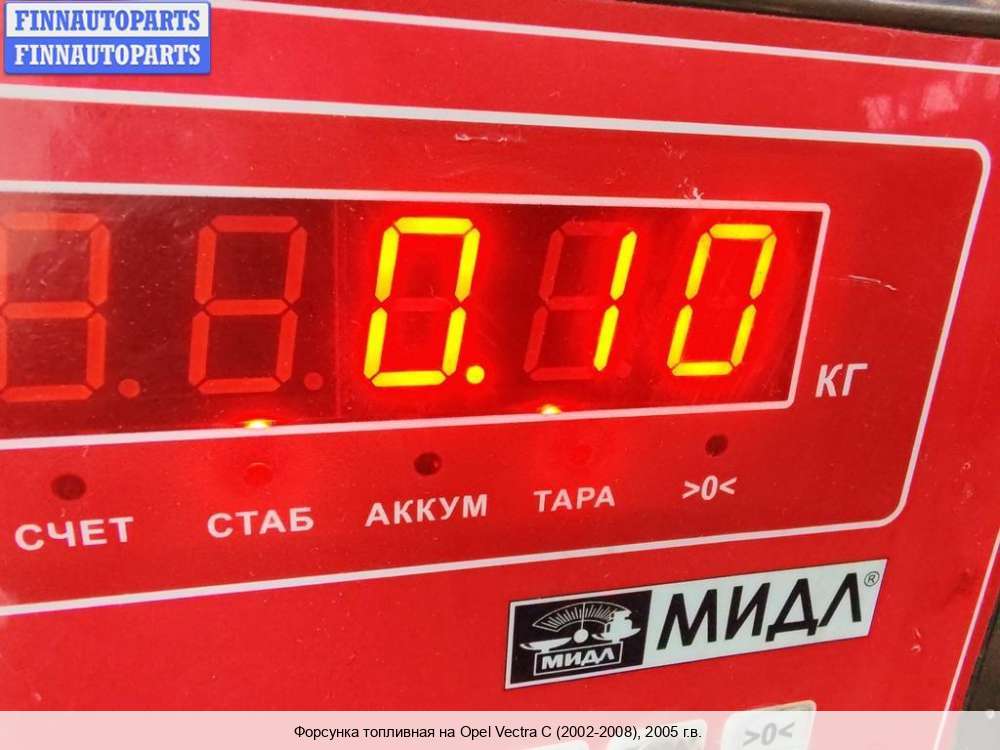 FINNAUTOPARTS
FINNAUTOPARTS
0.10
КГ
СЧЕТ СТАБ АККУМ ТАРА >0<
МИДЛ МИДЛ®
>0<
Форсунка топливная на Opel Vectra C (2002-2008), 2005 г.в.